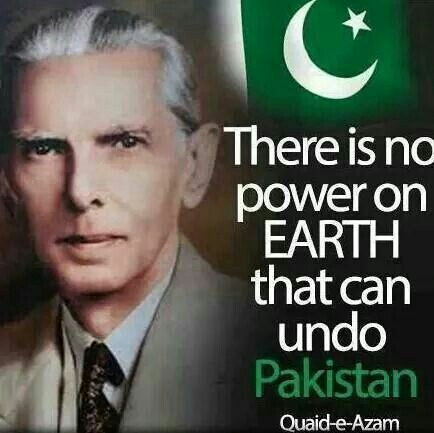 There is no
power on
EARTH
that can
undo
Pakistan
Quaid-e-Azam